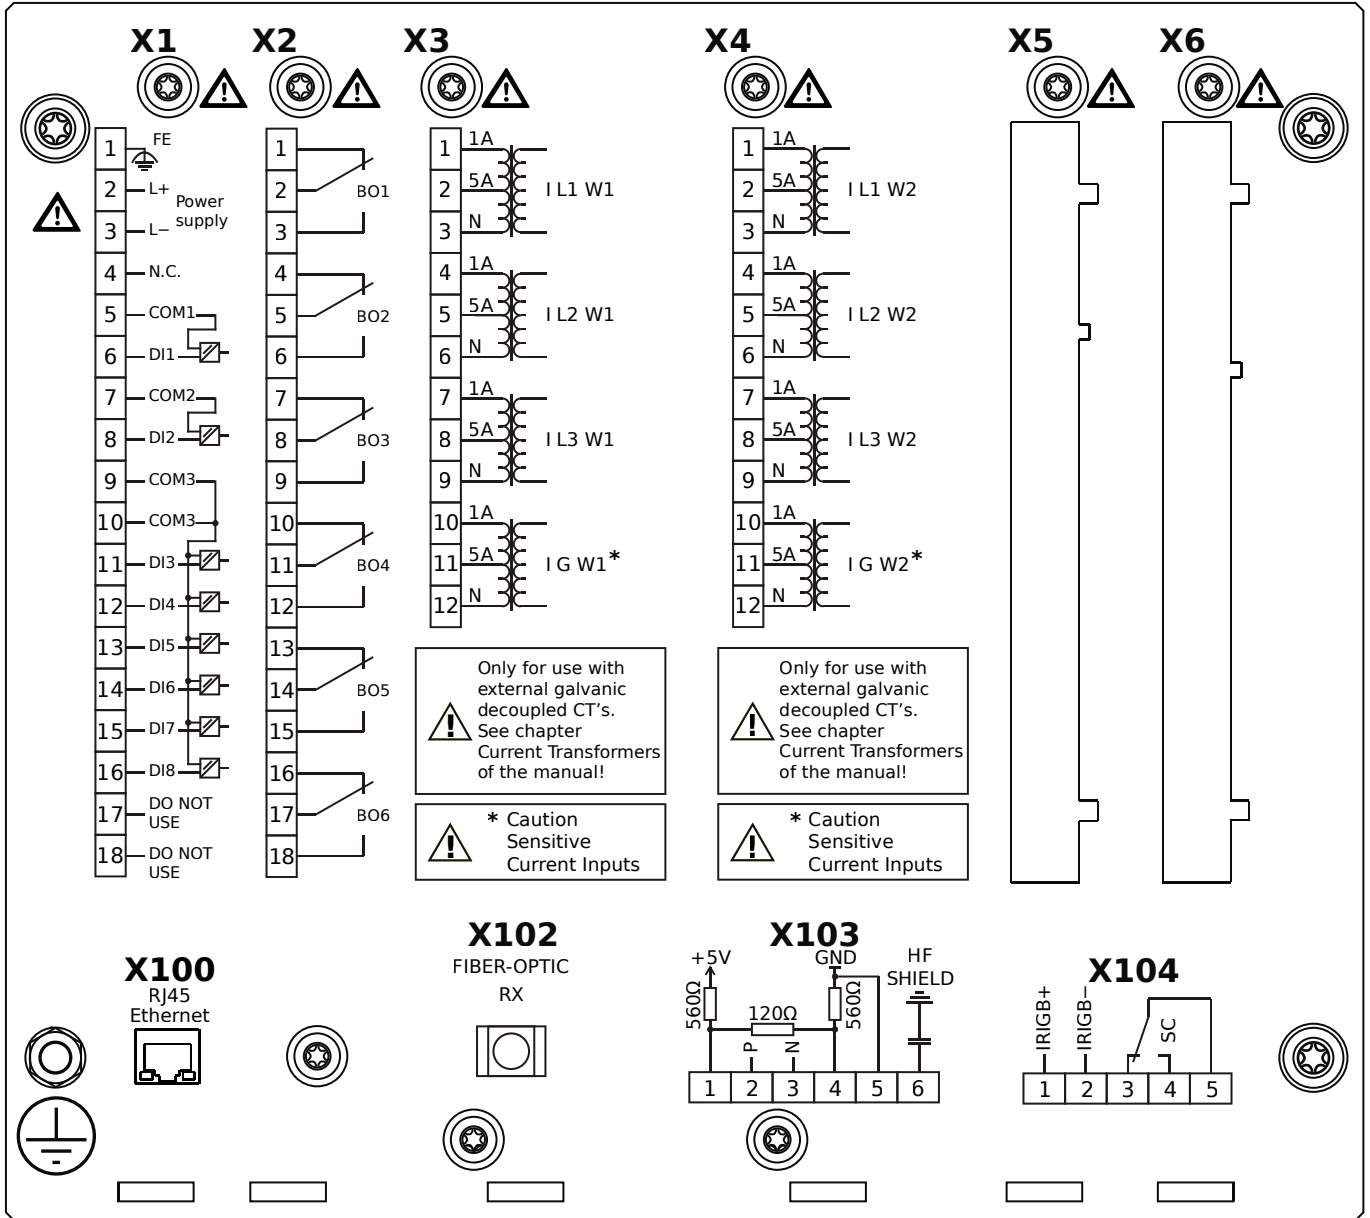 X1
X2
X3
X4
X5
X6
1
FE
2
L+
Power
supply
3
L−
4
N.C.
5
COM1
6
DI1
7
COM2
8
DI2
9
COM3
10
COM3
11
DI3
12
DI4
13
DI5
14
DI6
15
DI7
16
DI8
17
DO NOT
USE
18
DO NOT
USE
1
2
BO1
3
4
5
BO2
6
7
8
BO3
9
10
11
BO4
12
13
14
BO5
15
16
17
BO6
18
1
1A
2
5A
I L1 W1
3
N
4
1A
5
5A
I L2 W1
6
N
7
1A
8
5A
I L3 W1
9
N
10
1A
11
5A
I G W1*
12
N
Only for use with
external galvanic
decoupled CT's.
See chapter
Current Transformers
of the manual!
* Caution
Sensitive
Current Inputs
1
1A
2
5A
I L1 W2
3
N
4
1A
5
5A
I L2 W2
6
N
7
1A
8
5A
I L3 W2
9
N
10
1A
11
5A
I G W2*
12
N
Only for use with
external galvanic
decoupled CT's.
See chapter
Current Transformers
of the manual!
* Caution
Sensitive
Current Inputs
X100
RJ45
Ethernet
X102
FIBER-OPTIC
RX
X103
+5V
GND
HF
SHIELD
560Ω
120Ω
560Ω
P
N
1 2 3 4 5 6
X104
IRIGB+
IRIGB−
SC
1 2 3 4 5